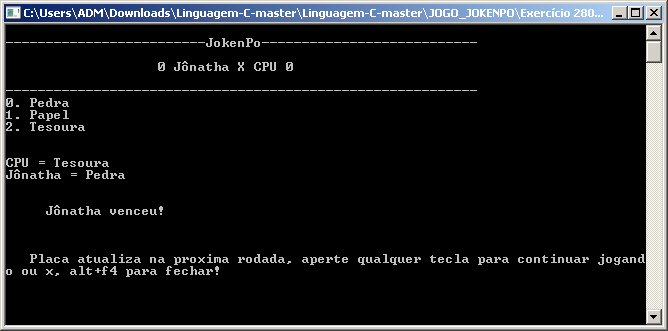 C:\Users\ADM\Downloads\Linguagem-C-master\Linguagem-C-master\JOGO_JOKENPO\Exercício 280...
-------------------------JokenPo---------------------------
0 Jônatha X CPU 0
-----------------------------------------------------------
0. Pedra
1. Papel
2. Tesoura
CPU = Tesoura
Jônatha = Pedra
Jônatha venceu!
Placa atualiza na proxima rodada, aperte qualquer tecla para continuar jogand
o ou x, alt+f4 para fechar!